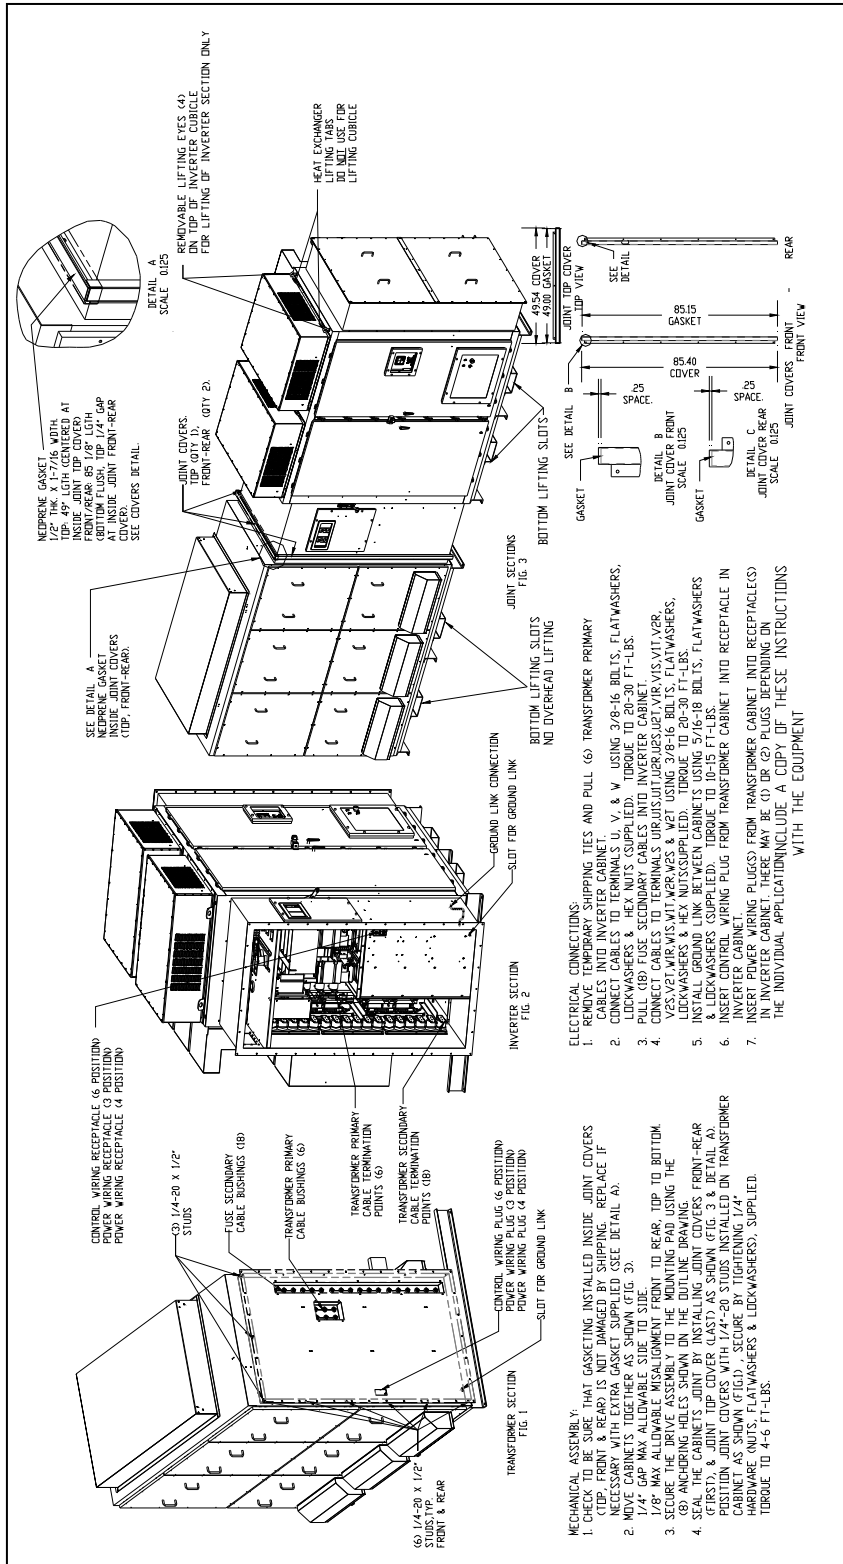 CONTROL WIRING RECEPTACLE (6 POSITION)
POWER WIRING RECEPTACLE (3 POSITION)
POWER WIRING RECEPTACLE (4 POSITION)
(3) 1/4-20 X 1/2"
STUDS
FUSE SECONDARY
CABLE BUSHINGS (18)
TRANSFORMER PRIMARY
CABLE BUSHINGS (6)
TRANSFORMER PRIMARY
CABLE TERMINATION
POINTS (6)
TRANSFORMER SECONDARY
CABLE TERMINATION
POINTS (18)
CONTROL WIRING PLUG (6 POSITION)
POWER WIRING PLUG (3 POSITION)
POWER WIRING PLUG (4 POSITION)
SLOT FOR GROUND LINK
(6) 1/4-20 X 1/2"
STUDS,TYP.
FRONT & REAR
TRANSFORMER SECTION
FIG. 1
GROUND LINK CONNECTION
SLOT FOR GROUND LINK
INVERTER SECTION
FIG. 2
SEE DETAIL A
NEOPRENE GASKET
INSIDE JOINT COVERS
(TOP, FRONT-REAR).
NEOPRENE GASKET
1/2" THK. X 1-7/16 WDTH.
TOP: 49" LGTH (CENTERED AT
INSIDE JOINT TOP COVER)
FRONT/REAR: 85 1/8" LGTH
(BOTTOM FLUSH, TOP 1/4" GAP
AT INSIDE JOINT FRONT-REAR
COVER).
SEE COVERS DETAIL.
DETAIL A
SCALE 0.125
REMOVABLE LIFTING EYES (4)
ON TOP OF INVERTER CUBICLE
FOR LIFTING OF INVERTER SECTION ONLY
HEAT EXCHANGER
LIFTING TABS
DO NOT USE FOR
LIFTING CUBICLE
JOINT COVERS.
TOP (QTY 1),
FRONT-REAR (QTY 2).
BOTTOM LIFTING SLOTS
NO OVERHEAD LIFTING
BOTTOM LIFTING SLOTS
JOINT SECTIONS
FIG. 3
49.54 COVER
49.00 GASKET
JOINT TOP COVER
TOP VIEW
SEE DETAIL B
SEE
DETAIL
85.15
GASKET
85.40
COVER
FRONT - REAR
JOINT COVERS FRONT VIEW
GASKET
.25
SPACE.
DETAIL B
JOINT COVER FRONT
SCALE 0.125
GASKET
.25
SPACE.
DETAIL C
JOINT COVER REAR
SCALE 0.125
MECHANICAL ASSEMBLY:
1. CHECK TO BE SURE THAT GASKETING INSTALLED INSIDE JOINT COVERS
(TOP, FRONT & REAR) IS NOT DAMAGED BY SHIPPING. REPLACE IF
NECESSARY WITH EXTRA GASKET SUPPLIED (SEE DETAIL A).
2. MOVE CABINETS TOGETHER AS SHOWN (FIG. 3).
1/4" GAP MAX ALLOWABLE SIDE TO SIDE.
1/8" MAX ALLOWABLE MISALIGNMENT FRONT TO REAR, TOP TO BOTTOM.
3. SECURE THE DRIVE ASSEMBLY TO THE MOUNTING PAD USING THE
(8) ANCHORING HOLES SHOWN ON THE OUTLINE DRAWING.
4. SEAL THE CABINETS JOINT BY INSTALLING JOINT COVERS FRONT-REAR
(FIRST), & JOINT TOP COVER (LAST) AS SHOWN (FIG. 3 & DETAIL A).
POSITION JOINT COVERS WITH 1/4"-20 STUDS INSTALLED ON TRANSFORMER
CABINET AS SHOWN (FIG.1) , SECURE BY TIGHTENING 1/4"
HARDWARE (NUTS, FLATWASHERS & LOCKWASHERS), SUPPLIED.
TORQUE TO 4-6 FT-LBS.
ELECTRICAL CONNECTIONS:
1. REMOVE TEMPORARY SHIPPING TIES AND PULL (6) TRANSFORMER PRIMARY
CABLES INTO INVERTER CABINET.
2. CONNECT CABLES TO TERMINALS U, V, & W USING 3/8-16 BOLTS, FLATWASHERS,
LOCKWASHERS & HEX NUTS (SUPPLIED). TORQUE TO 20-30 FT-LBS.
3. PULL (18) FUSE SECONDARY CABLES INTO INVERTER CABINET.
4. CONNECT CABLES TO TERMINALS U1R,U1S,U1T,U2R,U2S,U2T,V1R,V1S,V1T,V2R,
V2S,V2T,W1R,W1S,W1T,W2R,W2S & W2T USING 3/8-16 BOLTS, FLATWASHERS,
LOCKWASHERS & HEX NUTS(SUPPLIED). TORQUE TO 20-30 FT-LBS.
5. INSTALL GROUND LINK BETWEEN CABINETS USING 5/16-18 BOLTS, FLATWASHERS
& LOCKWASHERS (SUPPLIED). TORQUE TO 10-15 FT-LBS.
6. INSERT CONTROL WIRING PLUG FROM TRANSFORMER CABINET INTO RECEPTACLE IN
INVERTER CABINET.
7. INSERT POWER WIRING PLUG(S) FROM TRANSFORMER CABINET INTO RECEPTACLE(S)
IN INVERTER CABINET. THERE MAY BE (1) OR (2) PLUGS DEPENDING ON
THE INDIVIDUAL APPLICATION.
INCLUDE A COPY OF THESE INSTRUCTIONS
WITH THE EQUIPMENT